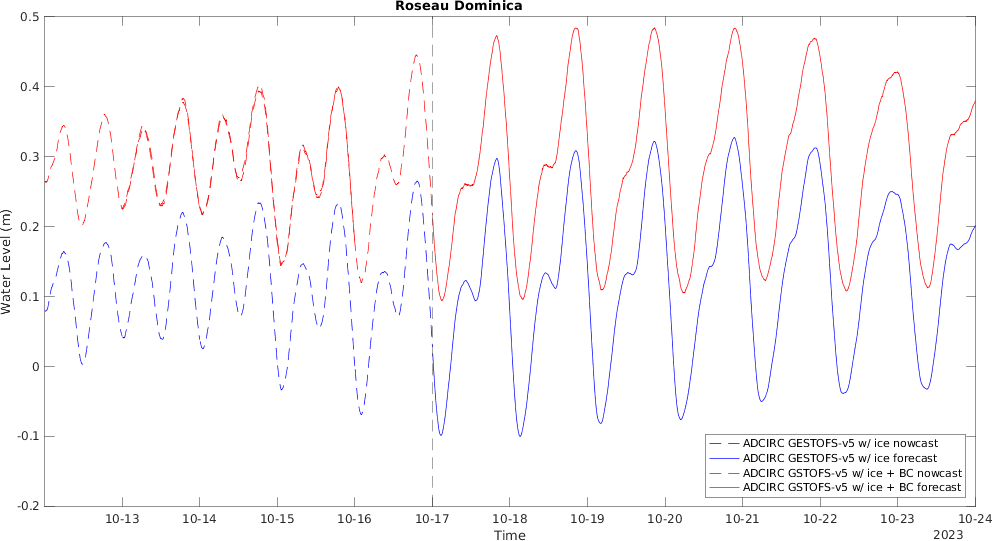 Roseau Dominica
0.5
0.4
0.3
0.2
0.1
0
-0.1
-0.2
Water Level (m)
10-13 10-14 10-15 10-16 10-17 10-18 10-19 10-20 10-21 10-22 10-23 10-24
Time
2023
ADCIRC GESTOFS-v5 w/ ice nowcast
ADCIRC GESTOFS-v5 w/ ice forecast
ADCIRC GSTOFS-v5 w/ ice + BC nowcast
ADCIRC GSTOFS-v5 w/ ice + BC forecast